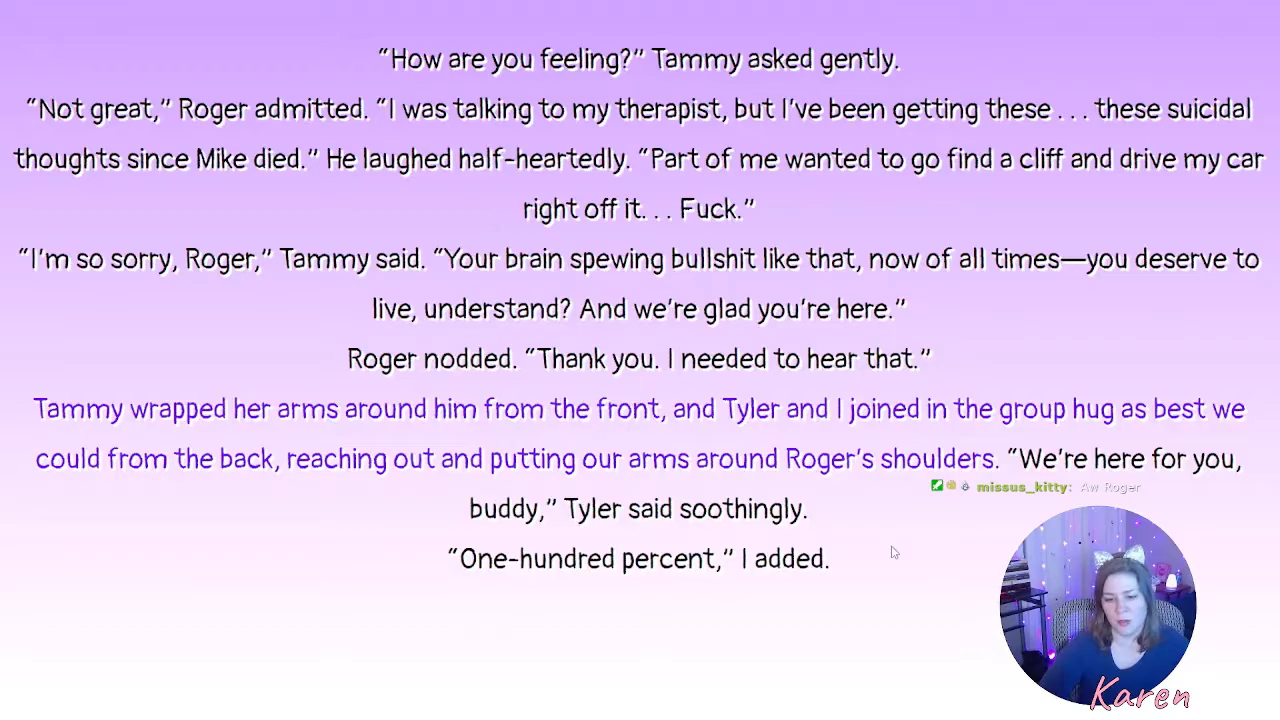 “How are you feeling?” Tammy asked gently.
“Not great,” Roger admitted. “I was talking to my therapist, but I’ve been getting these . . . these suicidal
thoughts since Mike died.” He laughed half-heartedly. “Part of me wanted to go find a cliff and drive my car
right off it. . . Fuck.”
“I’m so sorry, Roger,” Tammy said. “Your brain spewing bullshit like that, now of all times—you deserve to
live, understand? And we’re glad you’re here.”
Roger nodded. “Thank you. I needed to hear that.”
Tammy wrapped her arms around him from the front, and Tyler and I joined in the group hug as best we
could from the back, reaching out and putting our arms around Roger’s shoulders. “We’re here for you,
missus_kitty: Aw Roger
buddy,” Tyler said soothingly.
“One-hundred percent,” I added.
Karen